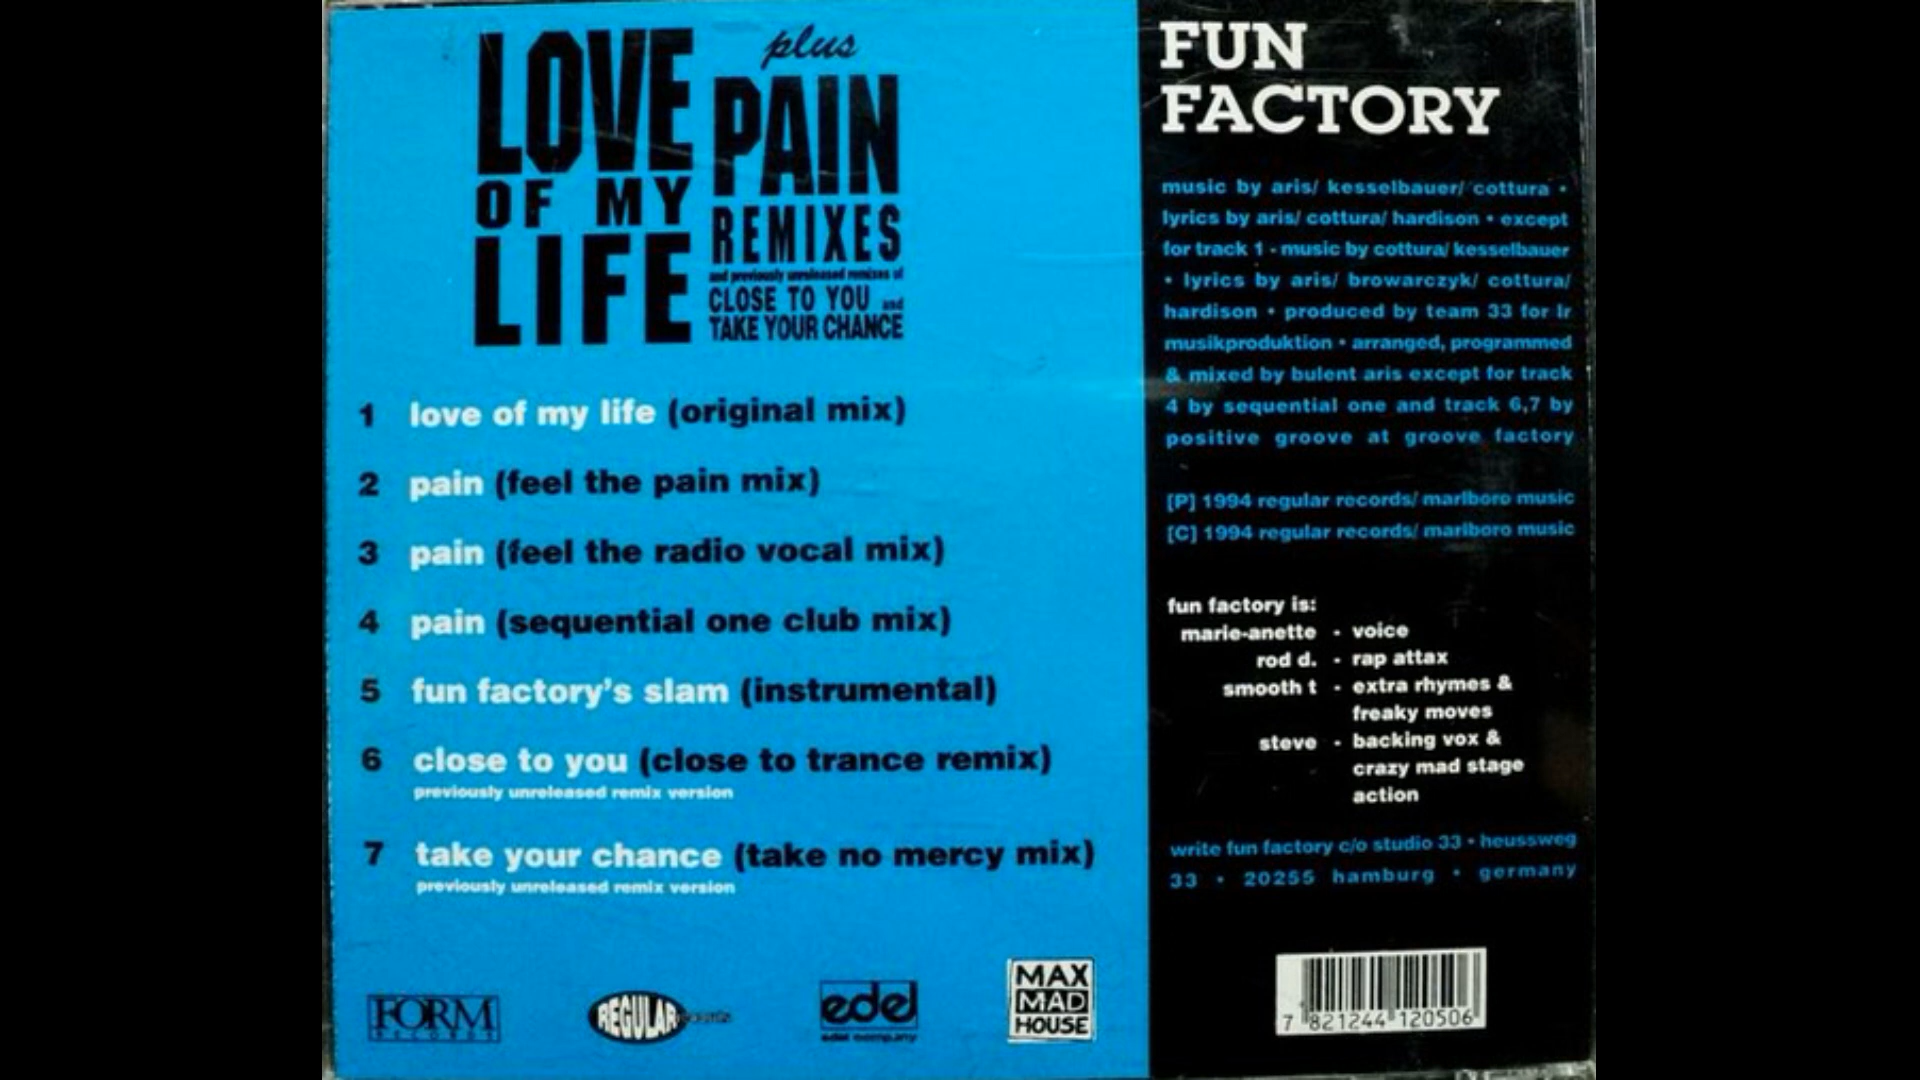 LOVE
OF MY
LIFE
plus
PAIN
REMIXES
and previously unreleased remixes of
CLOSE TO YOU and
TAKE YOUR CHANCE
1 love of my life (original mix)
2 pain (feel the pain mix)
3 pain (feel the radio vocal mix)
4 pain (sequential one club mix)
5 fun factory's slam (instrumental)
6 close to you (close to trance remix)
previously unreleased remix version
7 take your chance (take no mercy mix)
previously unreleased remix version
FORM
RECORDS
REGULAR records
edel
edel company
MAX
MAD
HOUSE
FUN
FACTORY
music by aris/ kesselbauer/ cottura •
lyrics by aris/ cottura/ hardison • except
for track 1 - music by cottura/ kesselbauer
• lyrics by aris/ browarczyk/ cottura/
hardison • produced by team 33 for lr
musikproduktion • arranged, programmed
& mixed by bulent aris except for track
4 by sequential one and track 6,7 by
positive groove at groove factory
[P] 1994 regular records/ marlboro music
[C] 1994 regular records/ marlboro music
fun factory is:
marie-anette - voice
rod d. - rap attax
smooth t - extra rhymes &
freaky moves
steve - backing vox &
crazy mad stage
action
write fun factory c/o studio 33 • heussweg
33 • 20255 hamburg • germany
7 821244 120506